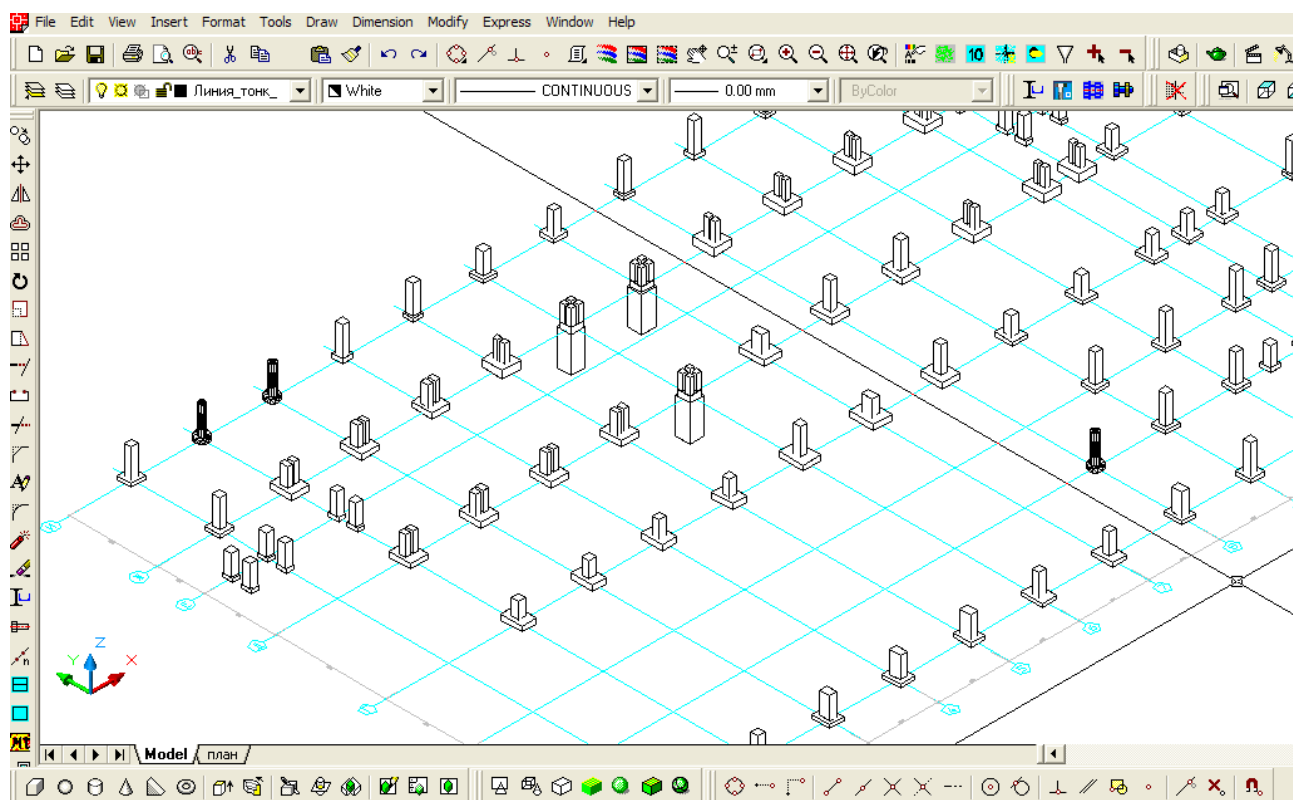 File Edit View Insert Format Tools Draw Dimension Modify Express Window Help
10
Линия_тонк_ White CONTINUOUS 0.00 mm ByColor
Z
Y X
Model план